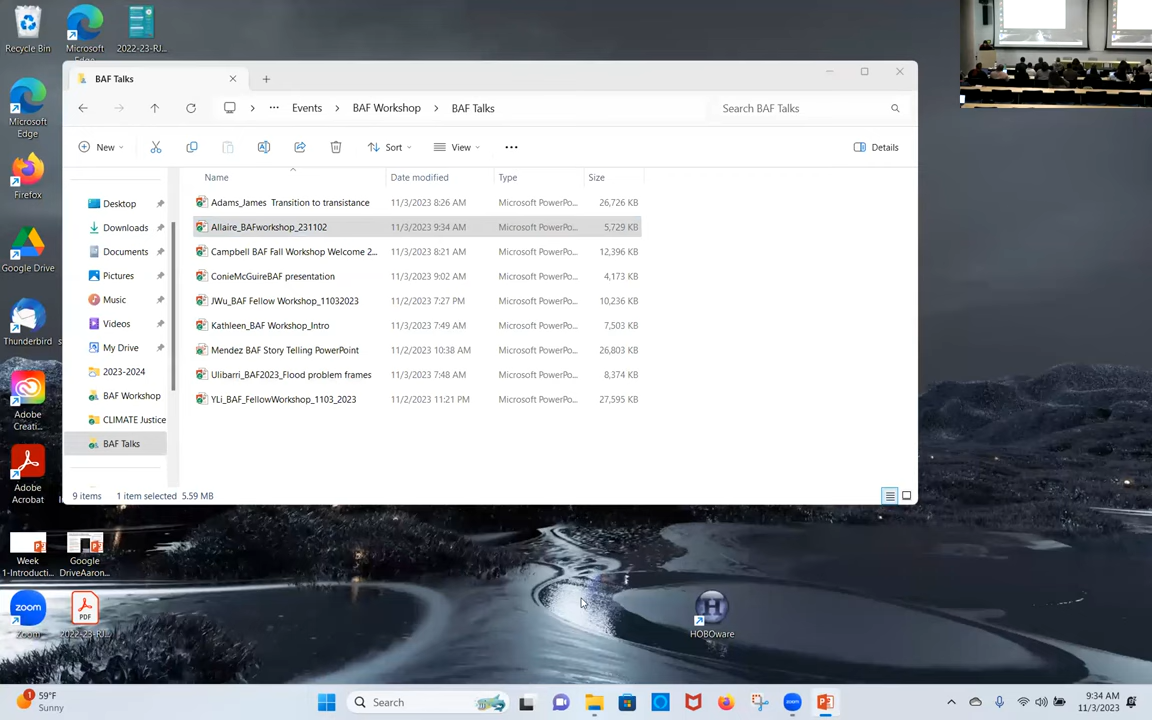 Recycle Bin
Microsoft
Edge
2022-23-RJ...
Microsoft
Edge
Firefox
Google Drive
Thunderbird
Adobe
Creati...
Adobe
Acrobat
Week
1-Introducti...
Google
DriveAaron...
Zoom
2022-23-RJ...
HOBOware
BAF Talks
Events
BAF Workshop
BAF Talks
Search BAF Talks
New
Sort
View
Details
Name Date modified Type Size
Adams_James Transition to transistance 11/3/2023 8:26 AM Microsoft PowerPo... 26,726 KB
Allaire_BAFworkshop_231102 11/3/2023 9:34 AM Microsoft PowerPo... 5,729 KB
Campbell BAF Fall Workshop Welcome 2... 11/3/2023 8:21 AM Microsoft PowerPo... 12,396 KB
ConieMcGuireBAF presentation 11/3/2023 9:02 AM Microsoft PowerPo... 4,173 KB
JWu_BAF Fellow Workshop_11032023 11/2/2023 7:27 PM Microsoft PowerPo... 10,236 KB
Kathleen_BAF Workshop_Intro 11/3/2023 7:49 AM Microsoft PowerPo... 7,503 KB
Mendez BAF Story Telling PowerPoint 11/2/2023 10:38 AM Microsoft PowerPo... 26,803 KB
Ulibarri_BAF2023_Flood problem frames 11/3/2023 7:48 AM Microsoft PowerPo... 8,374 KB
YLi_BAF_FellowWorkshop_1103_2023 11/2/2023 11:21 PM Microsoft PowerPo... 27,595 KB
Desktop
Downloads
Documents
Pictures
Music
Videos
My Drive
2023-2024
BAF Workshop
CLIMATE Justice
BAF Talks
9 items 1 item selected 5.59 MB
59°F
Sunny
Search
9:34 AM
11/3/2023